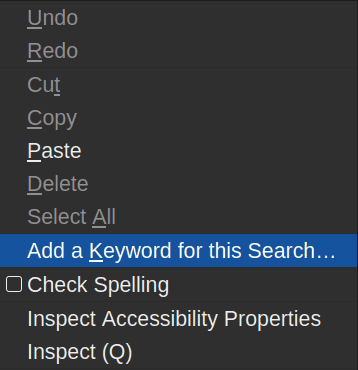 Undo
Redo
Cut
Copy
Paste
Delete
Select All
Add a Keyword for this Search…
Check Spelling
Inspect Accessibility Properties
Inspect (Q)